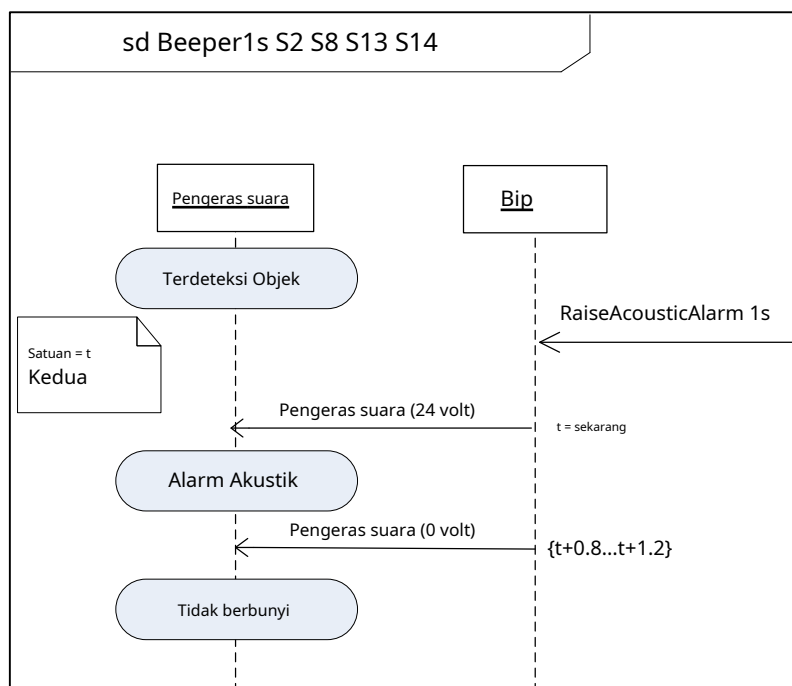 sd Beeper1s S2 S8 S13 S14
Pengeras suara
Bip
Terdeteksi Objek
RaiseAcousticAlarm 1s
Satuan = t
Kedua
Pengeras suara (24 volt)
t = sekarang
Alarm Akustik
Pengeras suara (0 volt)
{t+0.8...t+1.2}
Tidak berbunyi